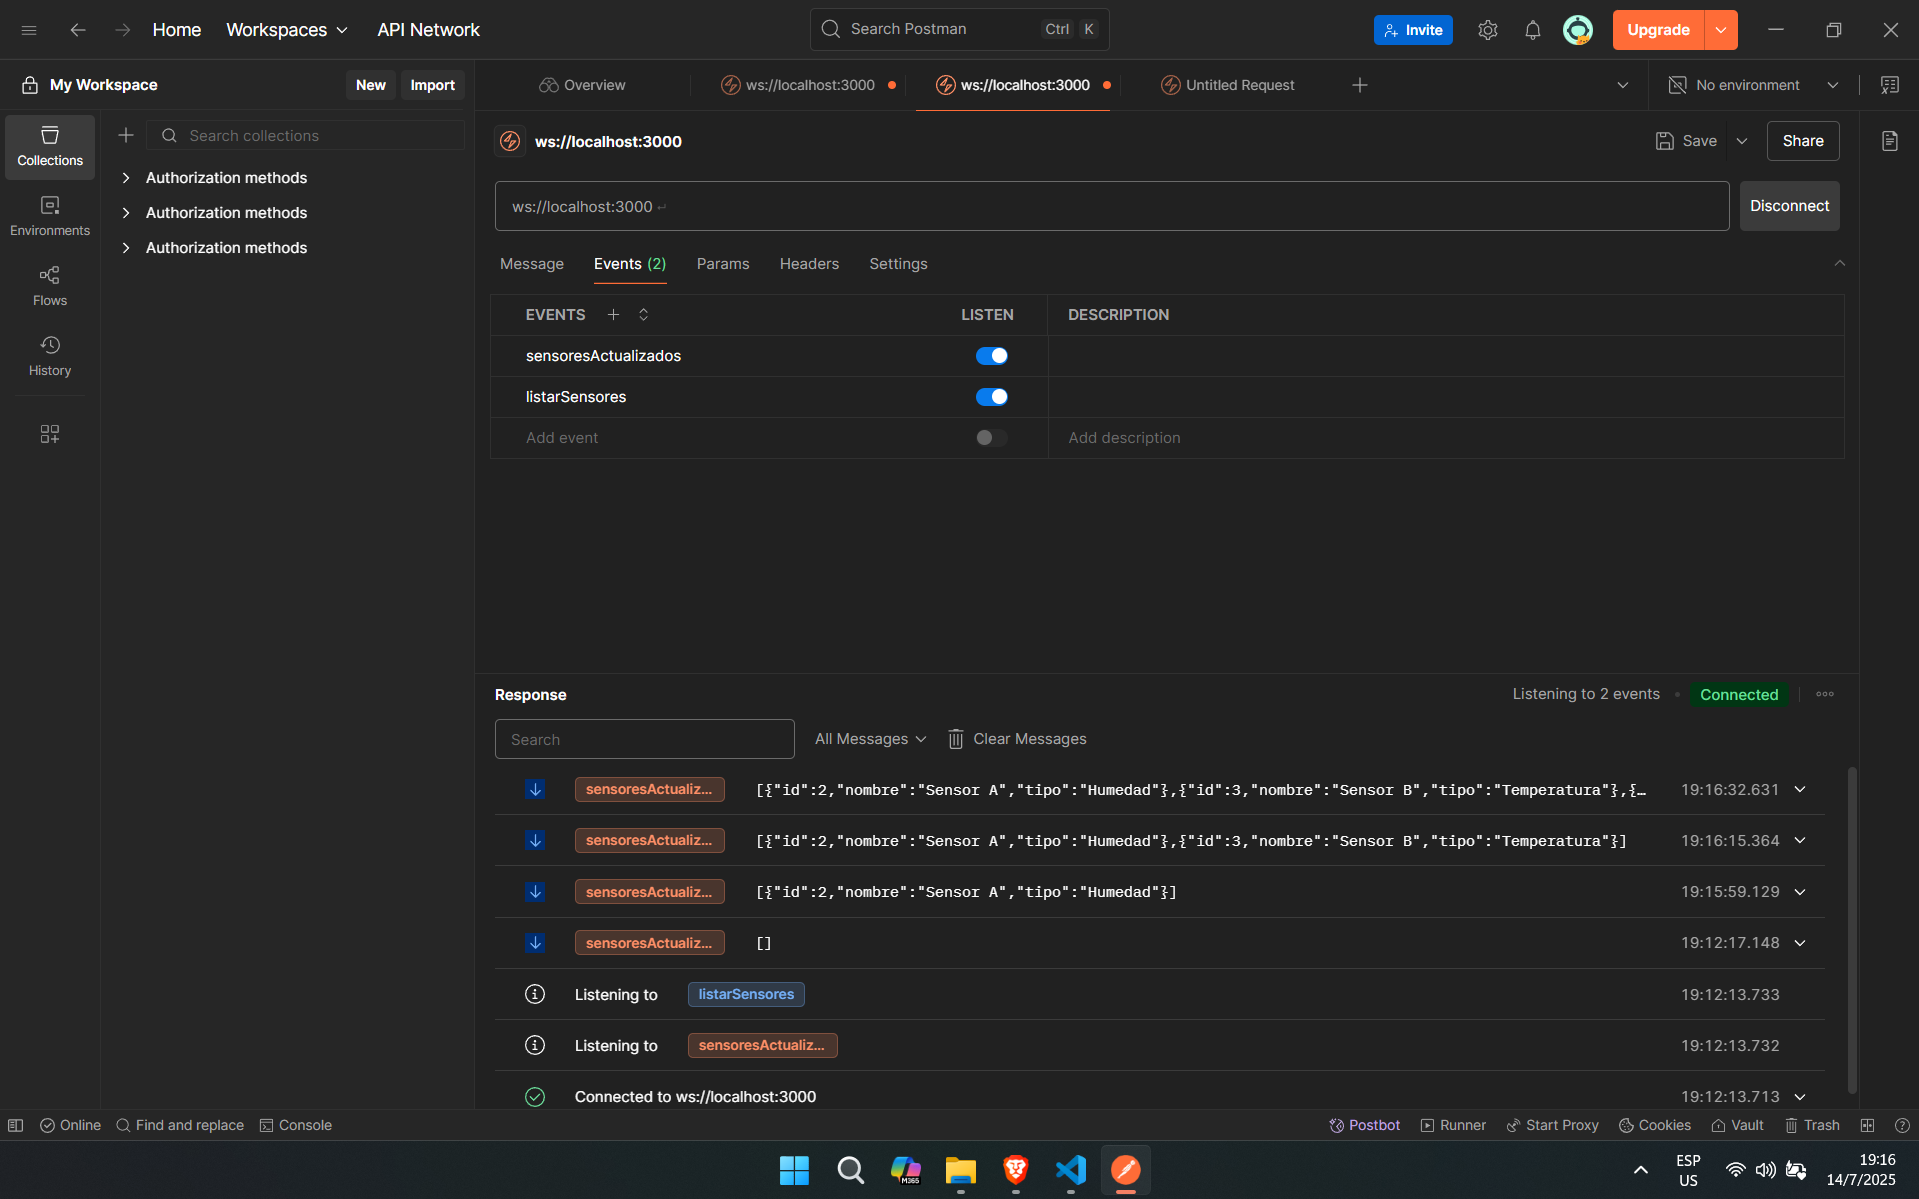 Home Workspaces API Network Search Postman Ctrl K Invite Upgrade
My Workspace New Import Overview ws://localhost:3000 ws://localhost:3000 Untitled Request No environment
Collections
Search collections
Authorization methods
Authorization methods
Authorization methods
Environments
Flows
History
ws://localhost:3000 Save Share
ws://localhost:3000 Disconnect
Message Events (2) Params Headers Settings
EVENTS LISTEN DESCRIPTION
sensoresActualizados
listarSensores
Add event Add description
Response Listening to 2 events Connected
Search All Messages Clear Messages
sensoresActualiz... [{"id":2,"nombre":"Sensor A","tipo":"Humedad"},{"id":3,"nombre":"Sensor B","tipo":"Temperatura"},{… 19:16:32.631
sensoresActualiz... [{"id":2,"nombre":"Sensor A","tipo":"Humedad"},{"id":3,"nombre":"Sensor B","tipo":"Temperatura"}] 19:16:15.364
sensoresActualiz... [{"id":2,"nombre":"Sensor A","tipo":"Humedad"}] 19:15:59.129
sensoresActualiz... [] 19:12:17.148
Listening to listarSensores 19:12:13.733
Listening to sensoresActualiz... 19:12:13.732
Connected to ws://localhost:3000 19:12:13.713
Online Find and replace Console Postbot Runner Start Proxy Cookies Vault Trash
M365
ESP
US
19:16
14/7/2025